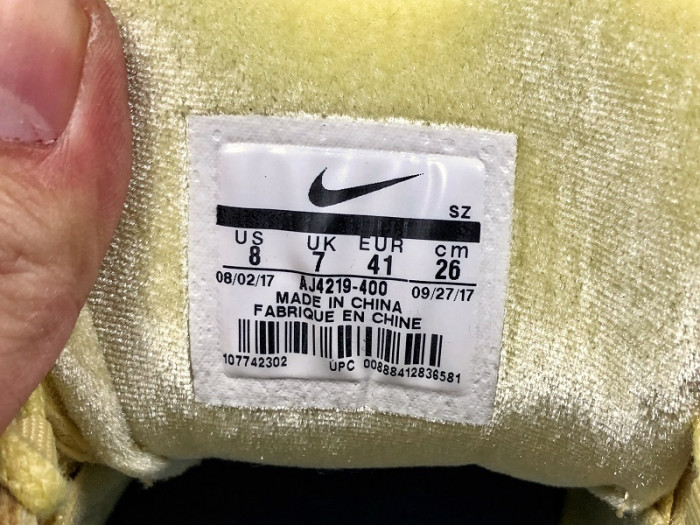 SZ
US UK EUR cm
8 7 41 26
08/02/17 AJ4219-400 09/27/17
MADE IN CHINA
FABRIQUE EN CHINE
107742302 UPC 00888412836581